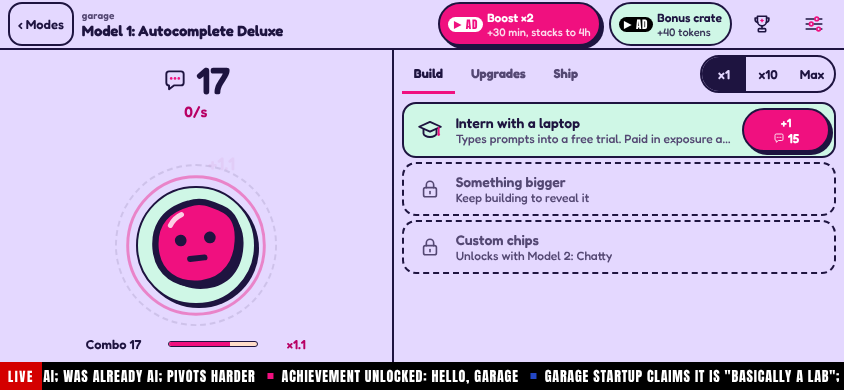 ‹ Modes
garage
Model 1: Autocomplete Deluxe
AD
Boost ×2
+30 min, stacks to 4h
AD
Bonus crate
+40 tokens
17
0/s
Combo 17
×1.1
Build
Upgrades
Ship
x1
x10
Max
Intern with a laptop
Types prompts into a free trial. Paid in exposure a...
+1
15
Something bigger
Keep building to reveal it
Custom chips
Unlocks with Model 2: Chatty
LIVE
AI; WAS ALREADY AI; PIVOTS HARDER ■ ACHIEVEMENT UNLOCKED: HELLO, GARAGE ■ GARAGE STARTUP CLAIMS IT IS "BASICALLY A LAB";